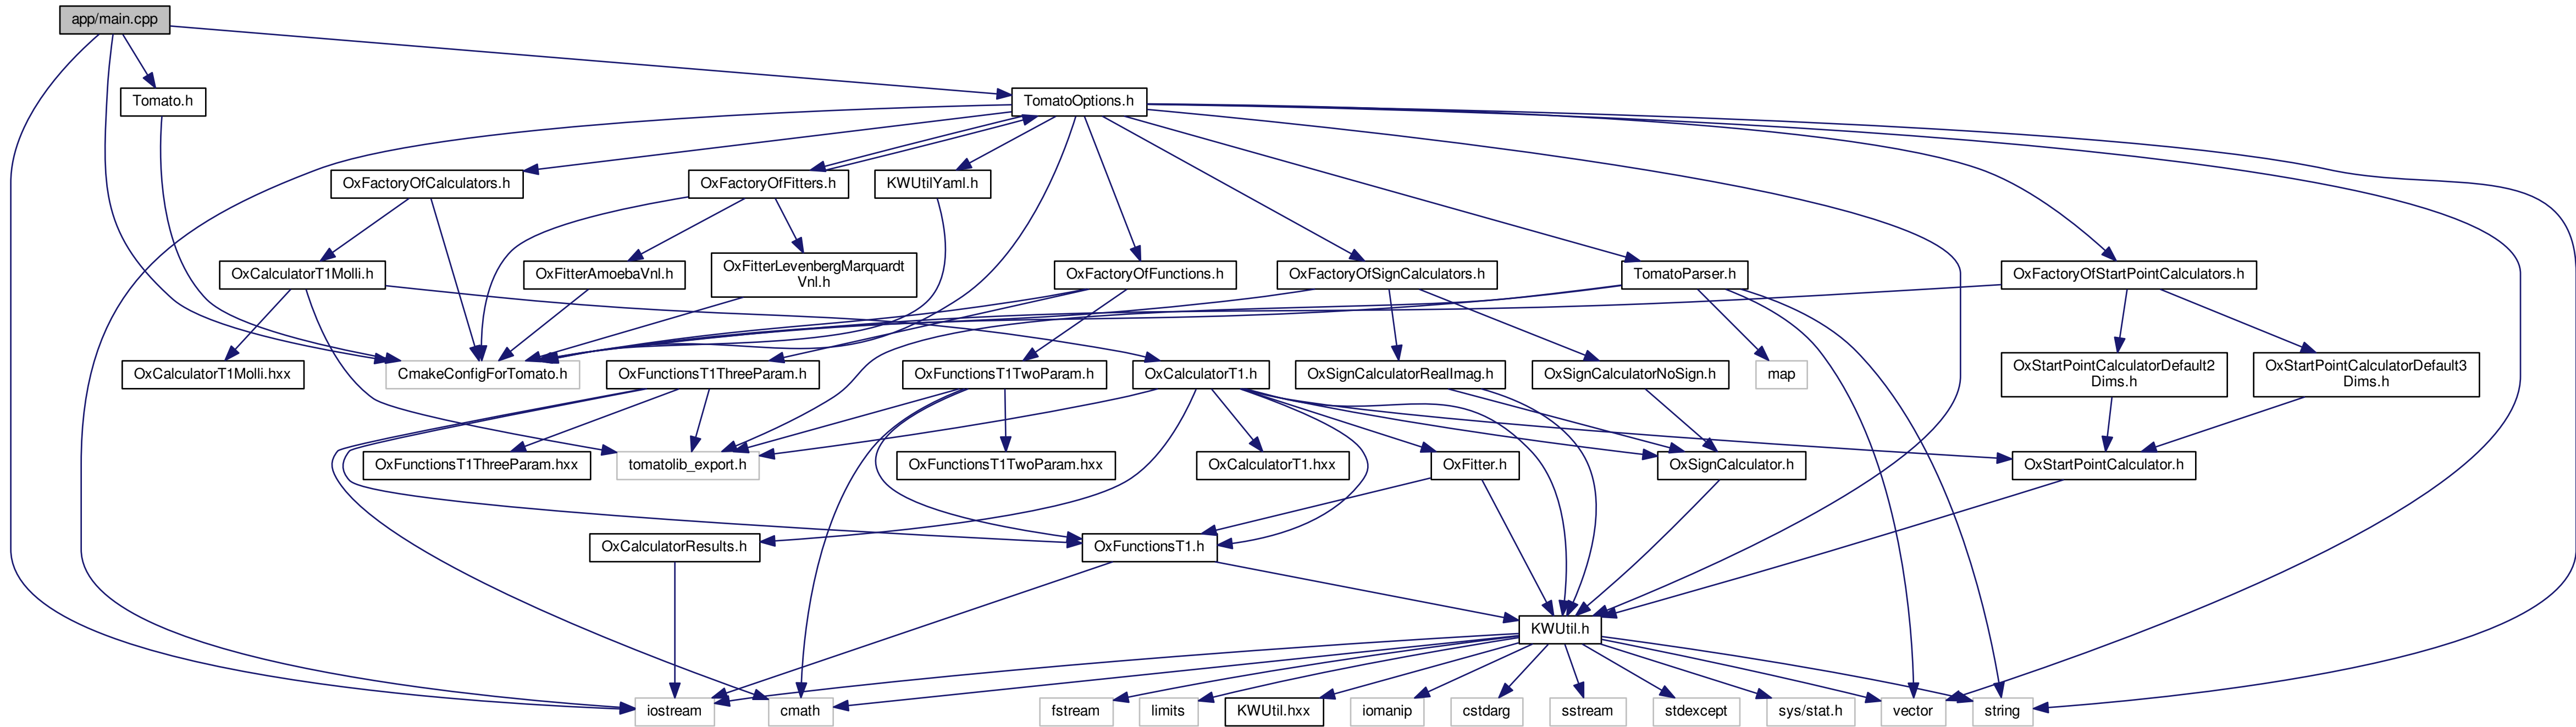 app/main.cpp
Tomato.h
TomatoOptions.h
OxFactoryOfCalculators.h
OxFactoryOfFitters.h
KWUtilYaml.h
OxCalculatorT1Molli.h
OxFitterAmoebaVnl.h
OxFitterLevenbergMarquardt
Vnl.h
OxFactoryOfFunctions.h
OxFactoryOfSignCalculators.h
TomatoParser.h
OxFactoryOfStartPointCalculators.h
OxCalculatorT1Molli.hxx
CmakeConfigForTomato.h
OxFunctionsT1ThreeParam.h
OxFunctionsT1TwoParam.h
OxCalculatorT1.h
OxSignCalculatorRealImag.h
OxSignCalculatorNoSign.h
map
OxStartPointCalculatorDefault2
Dims.h
OxStartPointCalculatorDefault3
Dims.h
OxFunctionsT1ThreeParam.hxx
tomatolib_export.h
OxFunctionsT1TwoParam.hxx
OxCalculatorT1.hxx
OxFitter.h
OxSignCalculator.h
OxStartPointCalculator.h
OxCalculatorResults.h
OxFunctionsT1.h
KWUtil.h
iostream
cmath
fstream
limits
KWUtil.hxx
iomanip
cstdarg
sstream
stdexcept
sys/stat.h
vector
string